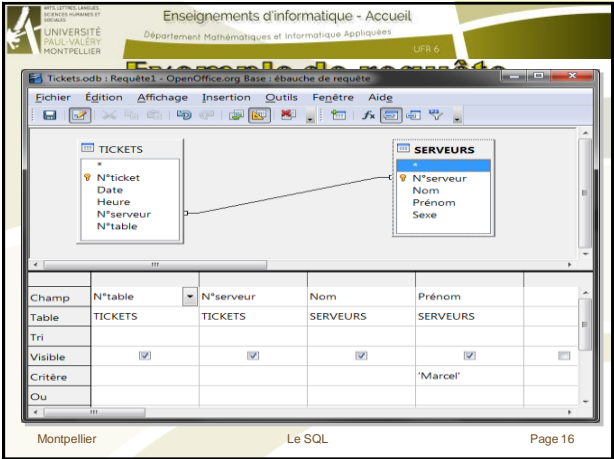 ARTS, LETTRES, LANGUES,
SCIENCES HUMAINES ET
SOCIALES
UNIVERSITÉ
PAUL-VALÉRY
MONTPELLIER
Enseignements d'informatique - Accueil
Département Mathématiques et Informatique Appliquées
UFR 6
Exemple de requête
Tickets.odb : Requête1 - OpenOffice.org Base : ébauche de requête
Fichier Édition Affichage Insertion Outils Fenêtre Aide
TICKETS
*
N°ticket
Date
Heure
N°serveur
N°table
SERVEURS
*
N°serveur
Nom
Prénom
Sexe
Champ N°table N°serveur Nom Prénom
Table TICKETS TICKETS SERVEURS SERVEURS
Tri
Visible
Critère 'Marcel'
Ou
Montpellier Le SQL Page 16